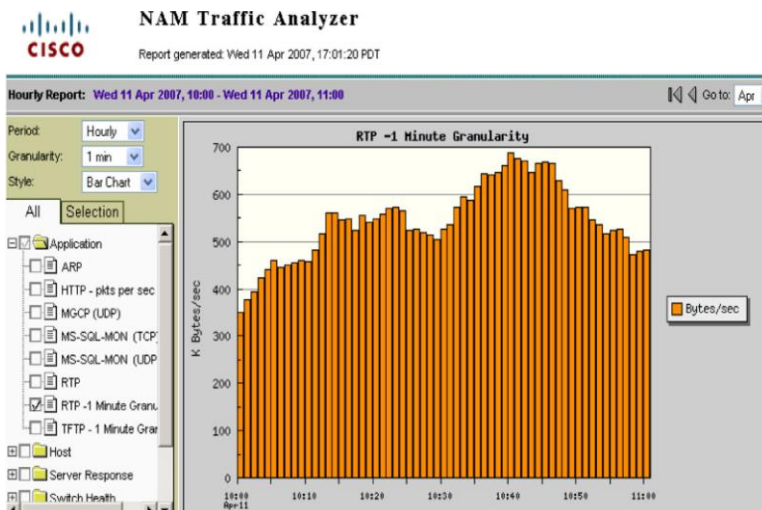 CISCO
NAM Traffic Analyzer
Report generated: Wed 11 Apr 2007, 17:01:20 PDT
Hourly Report: Wed 11 Apr 2007, 10:00 - Wed 11 Apr 2007, 11:00
Go to: Apr
Period: Hourly
Granularity: 1 min
Style: Bar Chart
All Selection
Application
ARP
HTTP - pkts per sec
MGCP (UDP)
MS-SQL-MON (TCP)
MS-SQL-MON (UDP
RTP
RTP -1 Minute Granu
TFTP - 1 Minute Gran
Host
Server Response
Switch Health
RTP -1 Minute Granularity
700
600
500
400
300
200
100
0
K Bytes/sec
10:00 10:10 10:20 10:30 10:40 10:50 11:00
Apr11
Bytes/sec